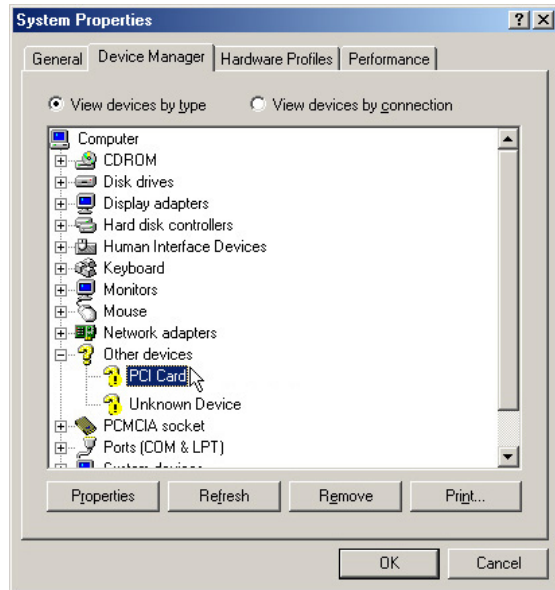 System Properties
General Device Manager Hardware Profiles Performance
View devices by type View devices by connection
Computer
CDROM
Disk drives
Display adapters
Hard disk controllers
Human Interface Devices
Keyboard
Monitors
Mouse
Network adapters
Other devices
PCI Card
Unknown Device
PCMCIA socket
Ports (COM & LPT)
System devices
Properties Refresh Remove Print...
OK Cancel